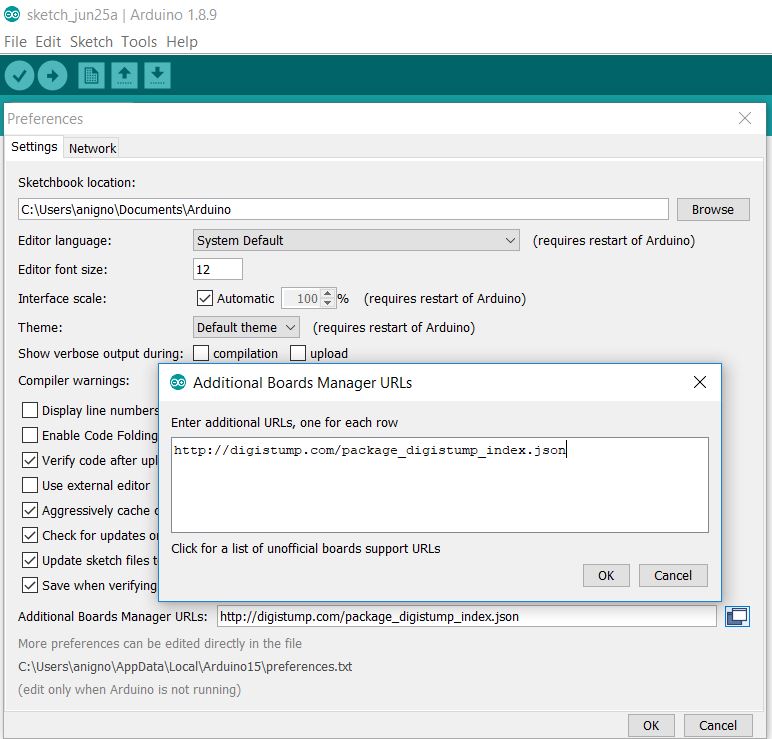 sketch_jun25a | Arduino 1.8.9
File Edit Sketch Tools Help
Preferences
Settings Network
Sketchbook location:
C:\Users\anigno\Documents\Arduino Browse
Editor language: System Default (requires restart of Arduino)
Editor font size: 12
Interface scale: Automatic 100 % (requires restart of Arduino)
Theme: Default theme (requires restart of Arduino)
Show verbose output during: compilation upload
Compiler warnings:
Additional Boards Manager URLs
Enter additional URLs, one for each row
http://digistump.com/package_digistump_index.json
Click for a list of unofficial boards support URLs
OK Cancel
Display line numbers
Enable Code Folding
Verify code after upl
Use external editor
Aggressively cache c
Check for updates on
Update sketch files t
Save when verifying
Additional Boards Manager URLs: http://digistump.com/package_digistump_index.json
More preferences can be edited directly in the file
C:\Users\anigno\AppData\Local\Arduino15\preferences.txt
(edit only when Arduino is not running)
OK Cancel